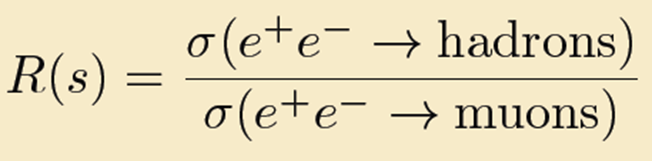 R(s) = σ(e⁺e⁻ → hadrons) / σ(e⁺e⁻ → muons)